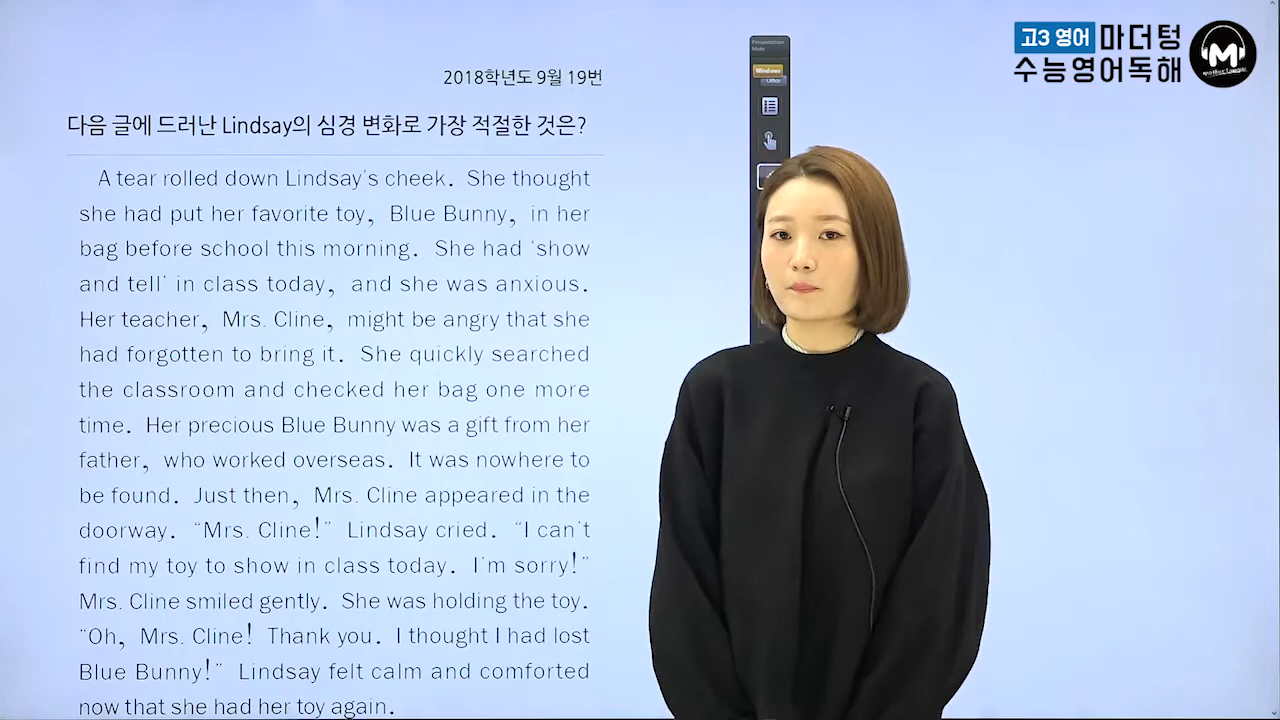 고3 영어 마더텅
수능영어독해
M
Presentation
Mate
Windows
2018학년도 9월 19번
다음 글에 드러난 Lindsay의 심경 변화로 가장 적절한 것은?
A tear rolled down Lindsay's cheek. She thought
she had put her favorite toy, Blue Bunny, in her
bag before school this morning. She had ‘show
and tell’ in class today, and she was anxious.
Her teacher, Mrs. Cline, might be angry that she
had forgotten to bring it. She quickly searched
the classroom and checked her bag one more
time. Her precious Blue Bunny was a gift from her
father, who worked overseas. It was nowhere to
be found. Just then, Mrs. Cline appeared in the
doorway. “Mrs. Cline!” Lindsay cried. “I can't
find my toy to show in class today. I'm sorry!”
Mrs. Cline smiled gently. She was holding the toy.
“Oh, Mrs. Cline! Thank you. I thought I had lost
Blue Bunny!” Lindsay felt calm and comforted
now that she had her toy again.